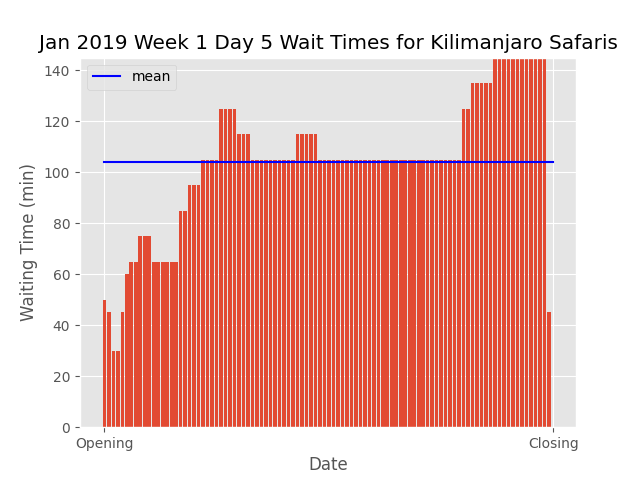 Jan 2019 Week 1 Day 5 Wait Times for Kilimanjaro Safaris
mean
140
120
100
80
60
40
20
0
Waiting Time (min)
Opening
Closing
Date